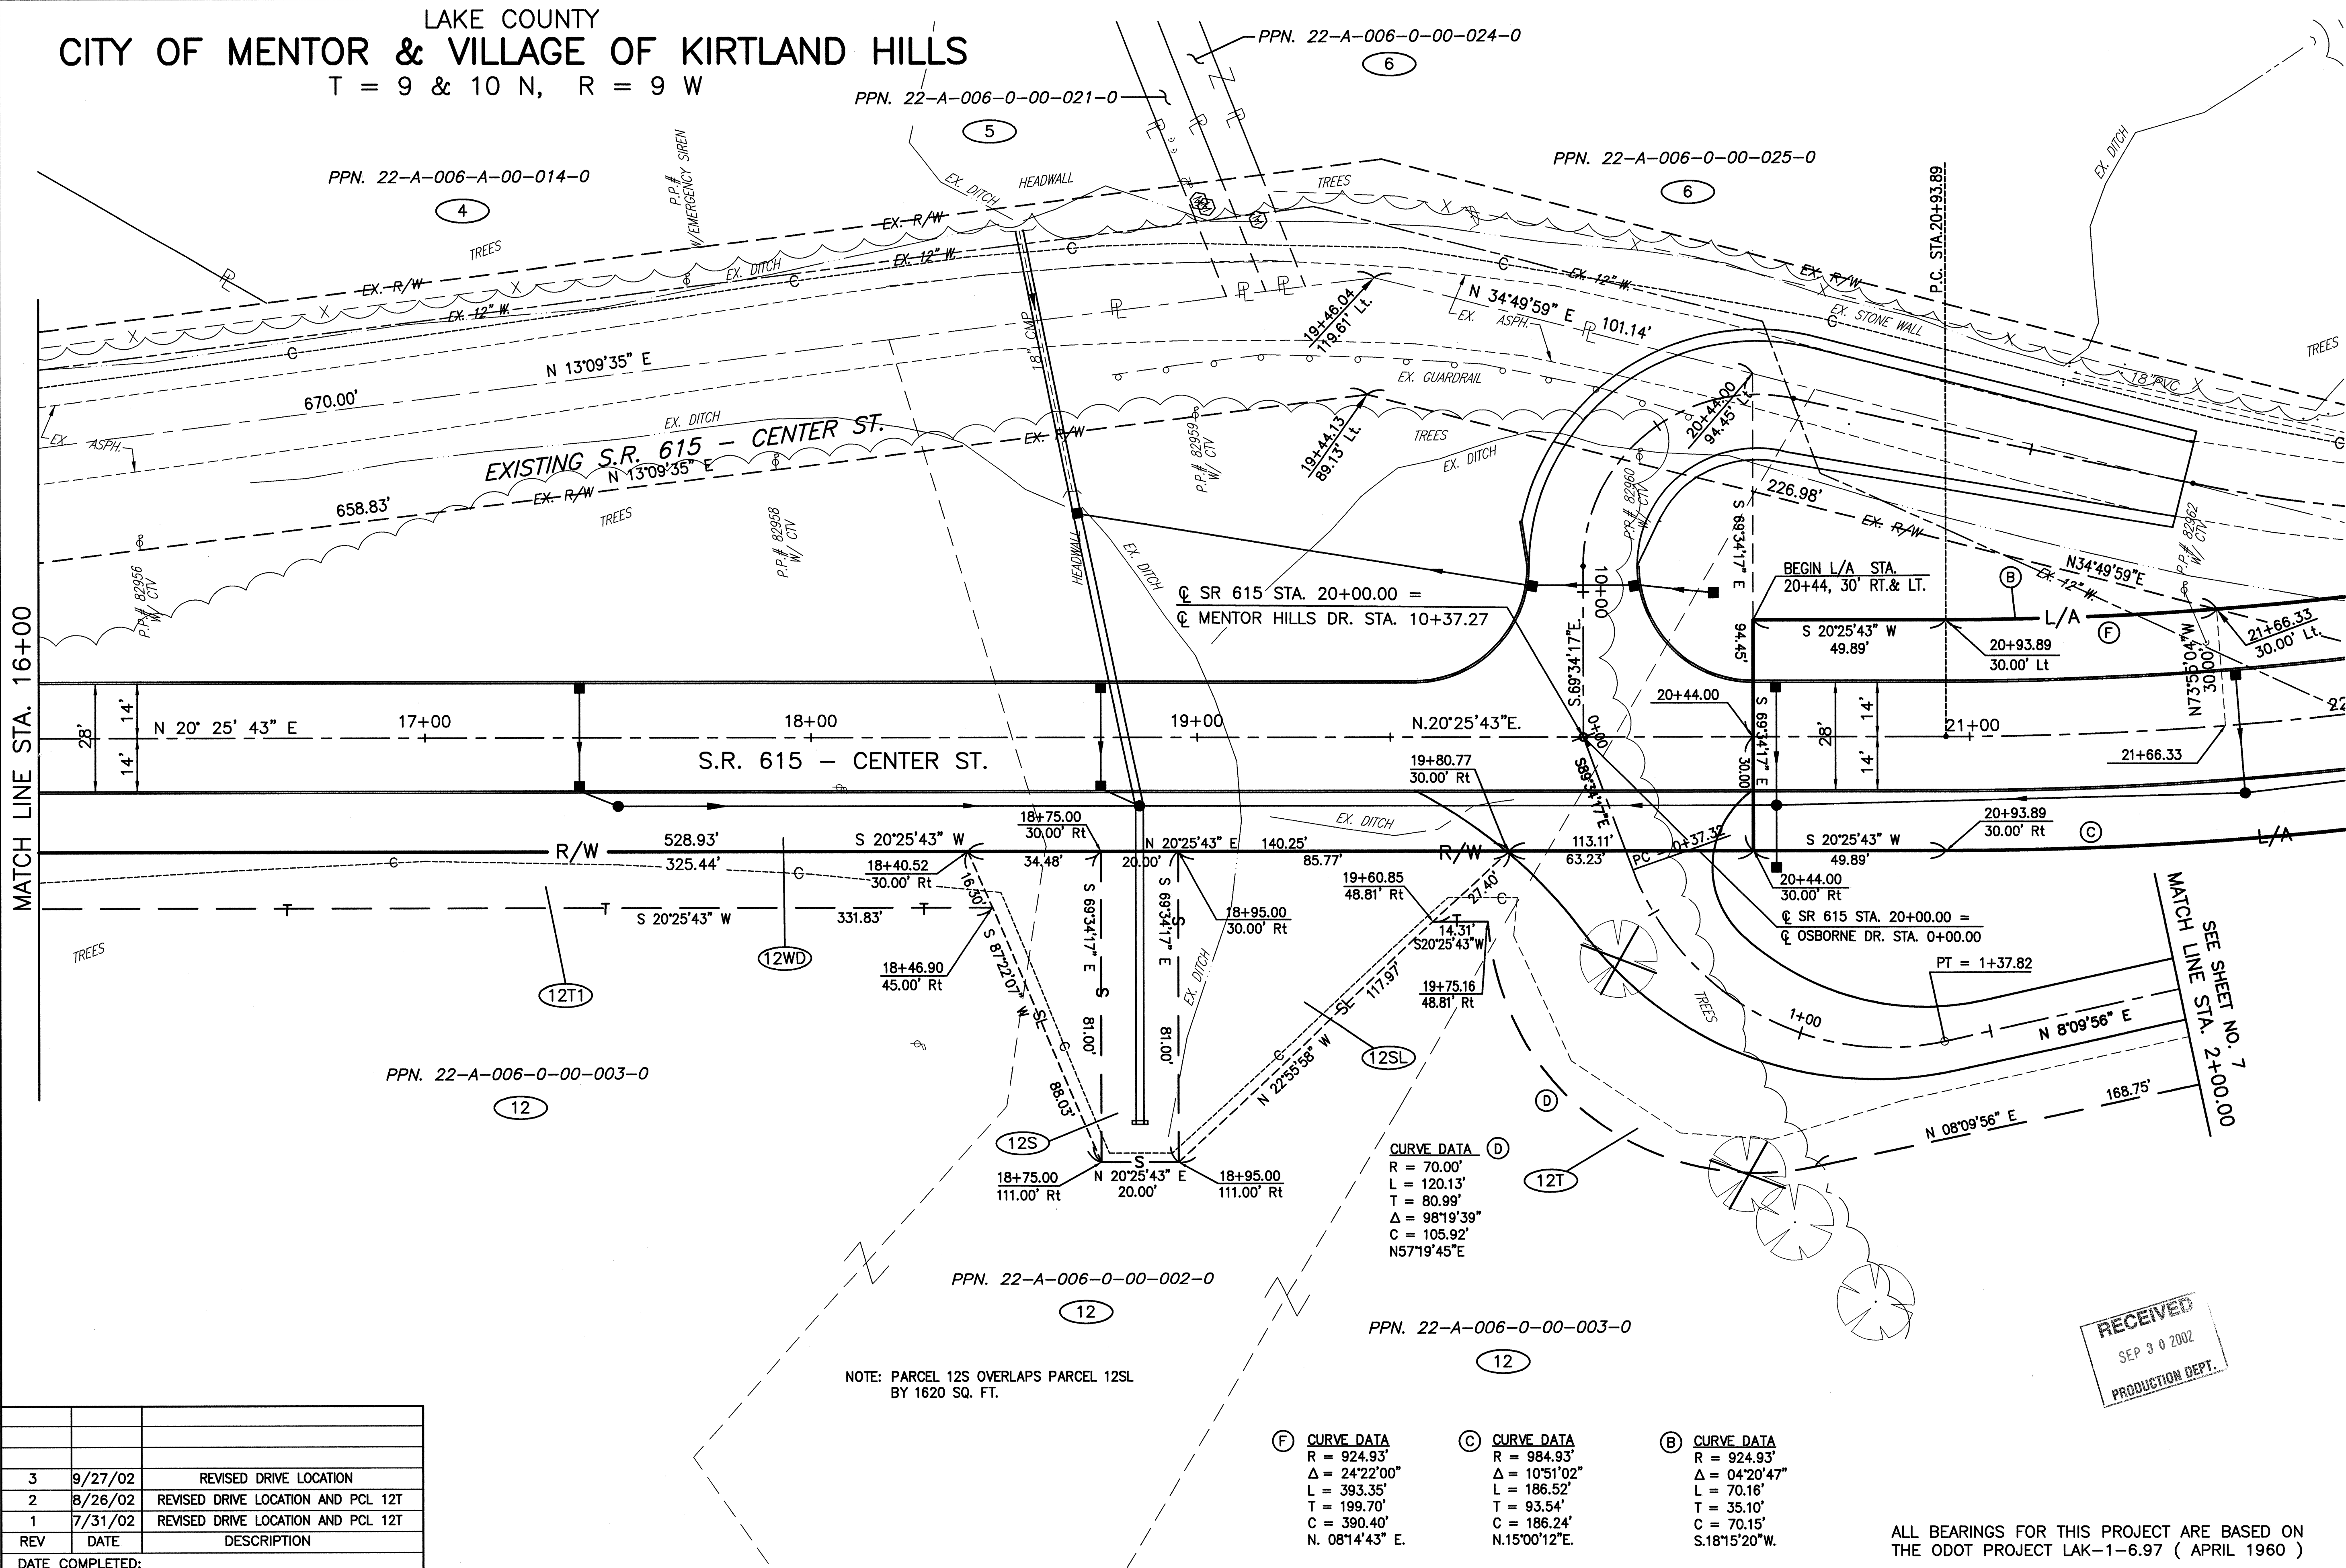 LAKE COUNTY
CITY OF MENTOR & VILLAGE OF KIRTLAND HILLS
T = 9 & 10 N, R = 9 W
PPN. 22-A-006-0-00-024-0
6
PPN. 22-A-006-0-00-021-0
5
PPN. 22-A-006-A-00-014-0
4
PPN. 22-A-006-0-00-025-0
6
P.P.#
W/EMERGENCY SIREN
EX. DITCH
HEADWALL
TREES
EX. R/W
TREES
EX. DITCH
EX. 12" W.
EX. R/W
EX. 12" W.
EX. 12" W.
EX. R/W
P.C. STA.20+93.89
EX. DITCH
EX. STONE WALL
TREES
18"PVC
18" CMP
N 13°09'35" E
670.00'
EX. ASPH.
19+46.04
119.61' Lt.
N 34°49'59" E
101.14'
EX. ASPH.
EX. GUARDRAIL
EX. DITCH
EXISTING S.R. 615 - CENTER ST.
N 13°09'35" E
EX. R/W
658.83'
EX. R/W
TREES
P.P.# 82956
W/ CTV
P.P.# 82958
W/ CTV
P.P.# 82959
W/ CTV
19+44.13
89.13' Lt.
TREES
EX. DITCH
20+44.00
94.45' Lt.
P.P.# 82960
W/ CTV
226.98'
EX. R/W
P.P.# 82962
W/ CTV
HEADWALL
EX. DITCH
S 69°34'17" E
94.45'
BEGIN L/A STA.
20+44, 30' RT.& LT.
B
N34°49'59"E
EX. 12" W.
℄ SR 615 STA. 20+00.00 =
℄ MENTOR HILLS DR. STA. 10+37.27
10+00
S.69°34'17"E.
S 20°25'43" W
49.89'
L/A
F
20+93.89
30.00' Lt
21+66.33
30.00' Lt.
N73°55'04"W
30.00'
MATCH LINE STA. 16+00
28'
14'
14'
N 20° 25' 43" E
17+00
18+00
19+00
N.20°25'43"E.
0+00
20+44.00
S 69°34'17" E
30.00'
28'
14'
14'
21+00
22
21+66.33
S.R. 615 - CENTER ST.
19+80.77
30.00' Rt
S89°34'17"E
PC = 0+37.32
528.93'
R/W
325.44'
S 20°25'43" W
18+40.52
30.00' Rt
18+75.00
30.00' Rt
34.48'
N 20°25'43" E
20.00'
140.25'
85.77'
EX. DITCH
R/W
113.11'
63.23'
S 20°25'43" W
49.89'
20+93.89
30.00' Rt
C
L/A
20+44.00
30.00' Rt
℄ SR 615 STA. 20+00.00 =
℄ OSBORNE DR. STA. 0+00.00
T
S 20°25'43" W
T
331.83'
T
TREES
12T1
12WD
18+46.90
45.00' Rt
16.30'
S 87°22'07" W
SL
88.03'
S 69°34'17" E
S
81.00'
S 69°34'17" E
S
81.00'
18+95.00
30.00' Rt
EX. DITCH
19+60.85
48.81' Rt
27.40'
T
14.31'
S20°25'43"W
19+75.16
48.81' Rt
117.97'
SL
N 22°55'58" W
12SL
PT = 1+37.82
TREES
1+00
N 8°09'56" E
SEE SHEET NO. 7
MATCH LINE STA. 2+00.00
168.75'
N 08°09'56" E
PPN. 22-A-006-0-00-003-0
12
12S
18+75.00
111.00' Rt
S
N 20°25'43" E
20.00'
18+95.00
111.00' Rt
D
12T
CURVE DATA D
R = 70.00'
L = 120.13'
T = 80.99'
Δ = 98°19'39"
C = 105.92'
N57°19'45"E
PPN. 22-A-006-0-00-002-0
12
PPN. 22-A-006-0-00-003-0
12
NOTE: PARCEL 12S OVERLAPS PARCEL 12SL
BY 1620 SQ. FT.
RECEIVED
SEP 30 2002
PRODUCTION DEPT.
F CURVE DATA
R = 924.93'
Δ = 24°22'00"
L = 393.35'
T = 199.70'
C = 390.40'
N. 08°14'43" E.
C CURVE DATA
R = 984.93'
Δ = 10°51'02"
L = 186.52'
T = 93.54'
C = 186.24'
N.15°00'12"E.
B CURVE DATA
R = 924.93'
Δ = 04°20'47"
L = 70.16'
T = 35.10'
C = 70.15'
S.18°15'20"W.
3 9/27/02 REVISED DRIVE LOCATION
2 8/26/02 REVISED DRIVE LOCATION AND PCL 12T
1 7/31/02 REVISED DRIVE LOCATION AND PCL 12T
REV DATE DESCRIPTION
DATE COMPLETED:
ALL BEARINGS FOR THIS PROJECT ARE BASED ON
THE ODOT PROJECT LAK-1-6.97 ( APRIL 1960 )